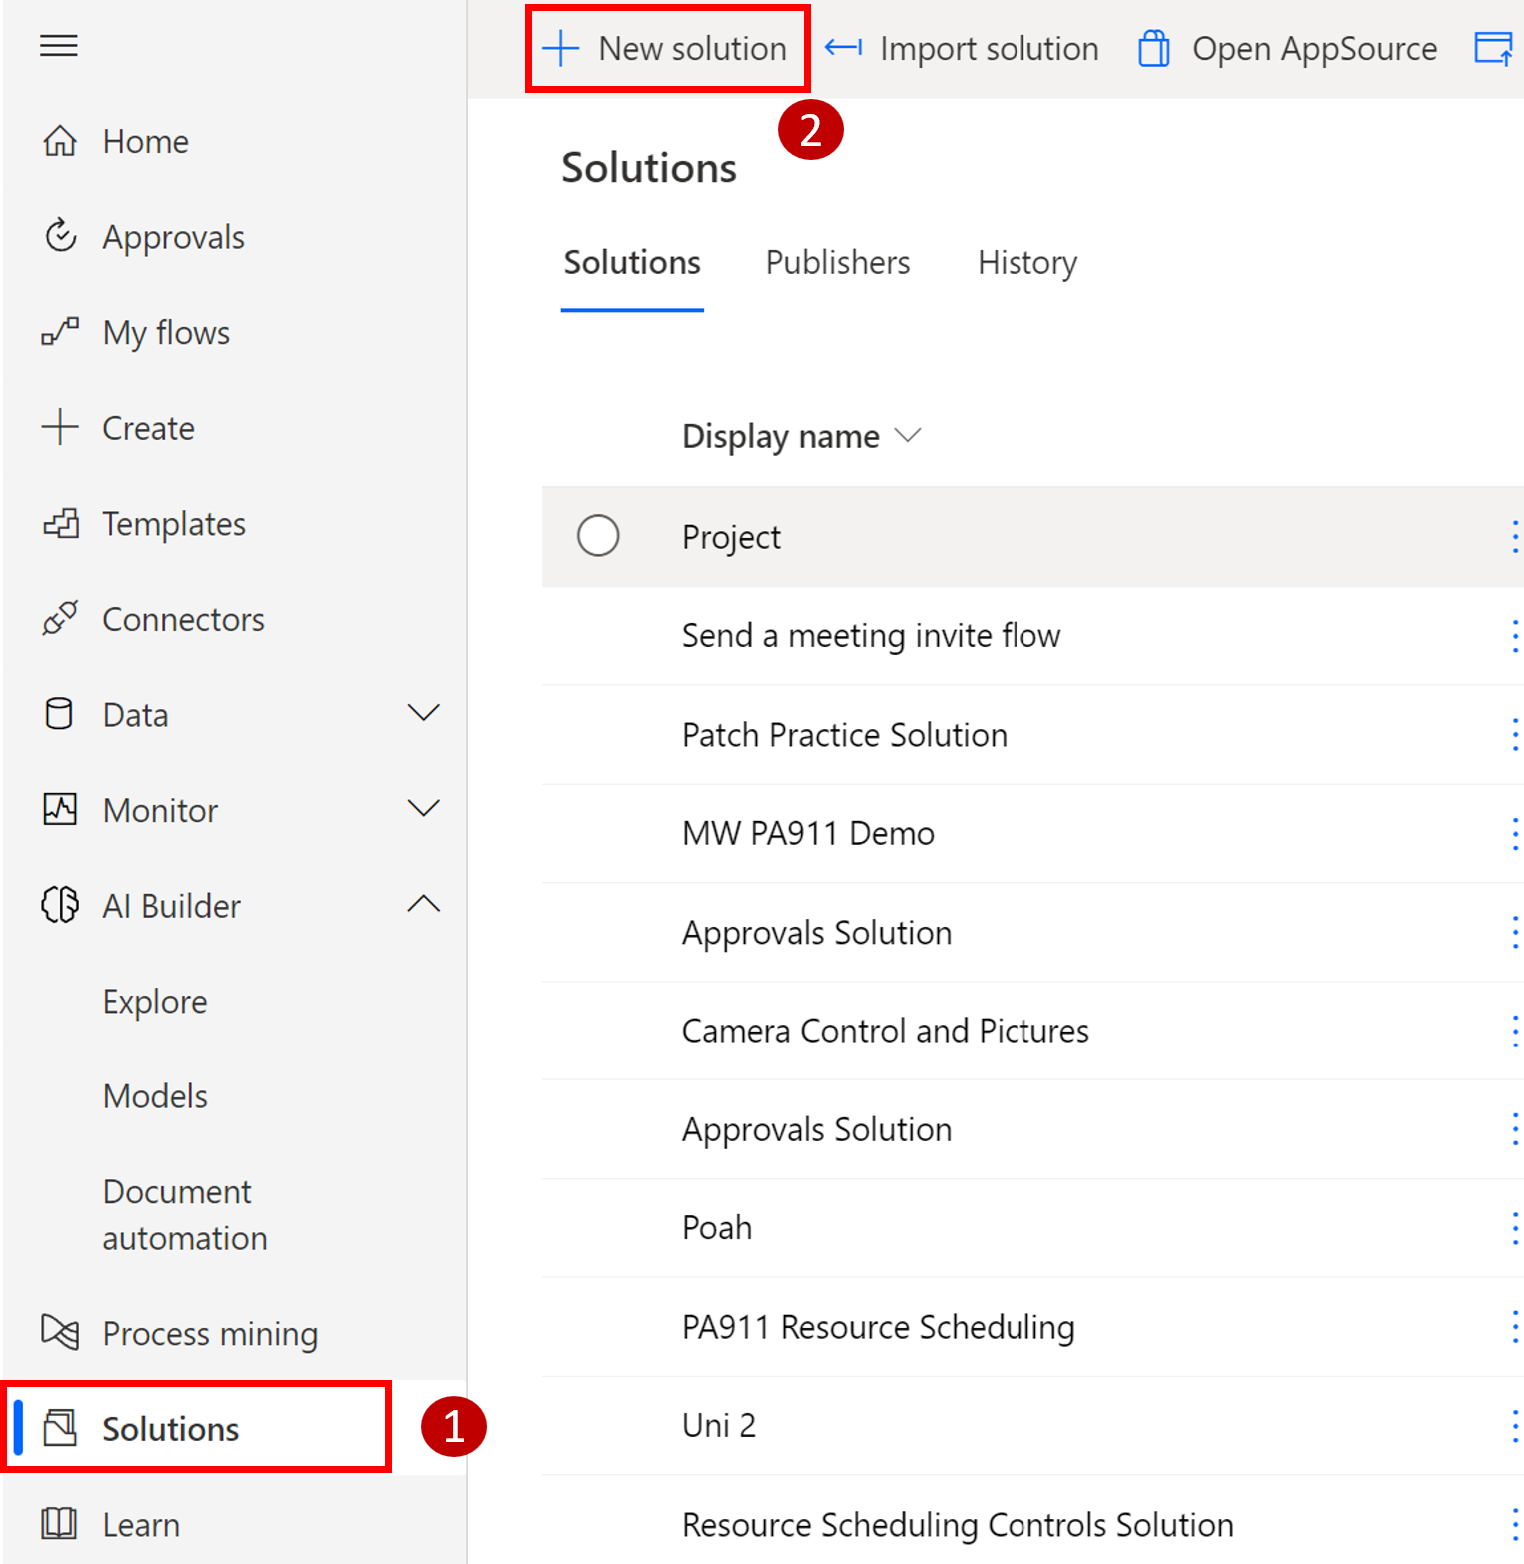 New solution
Import solution
Open AppSource
2
Home
Approvals
My flows
Create
Templates
Connectors
Data
Monitor
AI Builder
Explore
Models
Document
automation
Process mining
Solutions
1
Learn
Solutions
Solutions
Publishers
History
Display name
Project
Send a meeting invite flow
Patch Practice Solution
MW PA911 Demo
Approvals Solution
Camera Control and Pictures
Approvals Solution
Poah
PA911 Resource Scheduling
Uni 2
Resource Scheduling Controls Solution